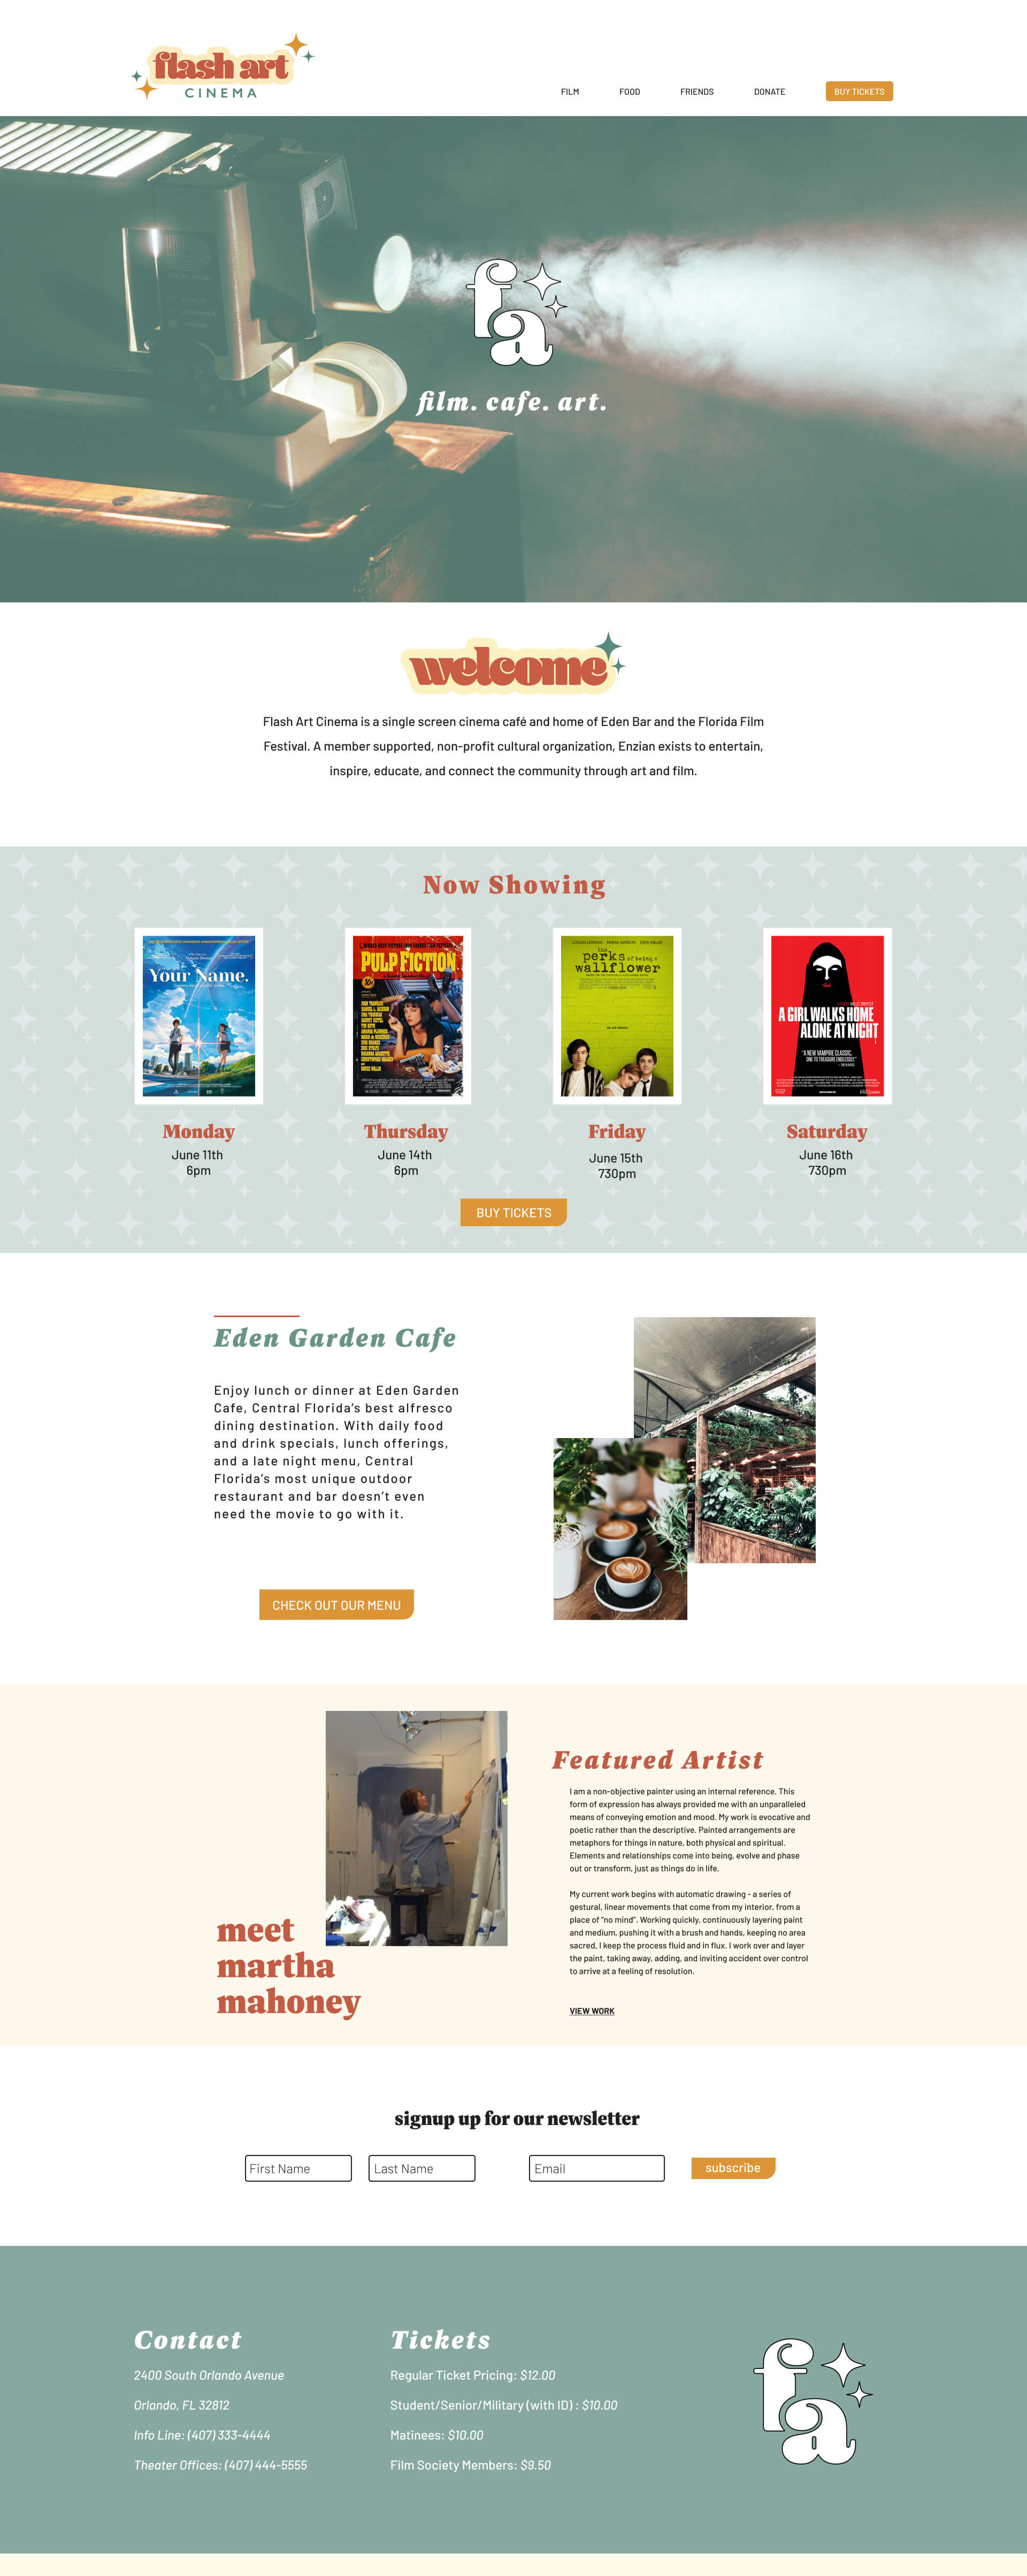 flash art
CINEMA
FILM
FOOD
FRIENDS
DONATE
BUY TICKETS
fa
film. cafe. art.
welcome
Flash Art Cinema is a single screen cinema café and home of Eden Bar and the Florida Film
Festival. A member supported, non-profit cultural organization, Enzian exists to entertain,
inspire, educate, and connect the community through art and film.
Now Showing
Your Name.
PULP FICTION
10¢
LOGAN LERMAN EMMA WATSON EZRA MILLER
the
perks of being a
wallflower
A GIRL WALKS HOME
ALONE AT NIGHT
"A NEW VAMPIRE CLASSIC.
ONE TO TREASURE ENDLESSLY."
Monday
June 11th
6pm
Thursday
June 14th
6pm
Friday
June 15th
730pm
Saturday
June 16th
730pm
BUY TICKETS
Eden Garden Cafe
Enjoy lunch or dinner at Eden Garden
Cafe, Central Florida's best alfresco
dining destination. With daily food
and drink specials, lunch offerings,
and a late night menu, Central
Florida's most unique outdoor
restaurant and bar doesn't even
need the movie to go with it.
CHECK OUT OUR MENU
meet
martha
mahoney
Featured Artist
I am a non-objective painter using an internal reference. This
form of expression has always provided me with an unparalleled
means of conveying emotion and mood. My work is evocative and
poetic rather than the descriptive. Painted arrangements are
metaphors for things in nature, both physical and spiritual.
Elements and relationships come into being, evolve and phase
out or transform, just as things do in life.
My current work begins with automatic drawing - a series of
gestural, linear movements that come from my interior, from a
place of "no mind". Working quickly, continuously layering paint
and medium, pushing it with a brush and hands, keeping no area
sacred, I keep the process fluid and in flux. I work over and layer
the paint, taking away, adding, and inviting accident over control
to arrive at a feeling of resolution.
VIEW WORK
signup up for our newsletter
First Name
Last Name
Email
subscribe
Contact
2400 South Orlando Avenue
Orlando, FL 32812
Info Line: (407) 333-4444
Theater Offices: (407) 444-5555
Tickets
Regular Ticket Pricing: $12.00
Student/Senior/Military (with ID) : $10.00
Matinees: $10.00
Film Society Members: $9.50
fa